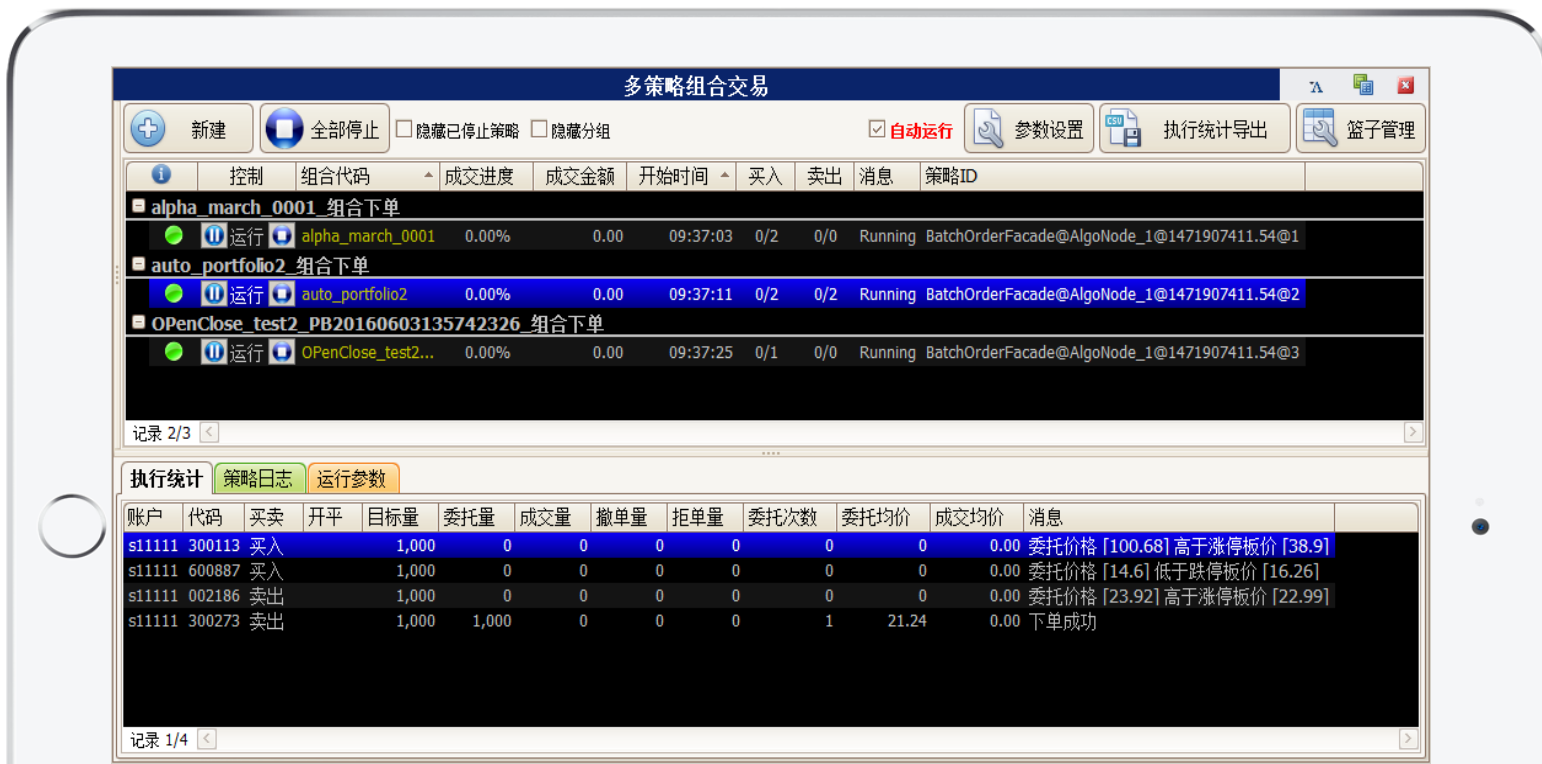 多策略组合交易
新建 全部停止 隐藏已停止策略 隐藏分组 自动运行 参数设置 CSV 执行统计导出 篮子管理
控制 组合代码 成交进度 成交金额 开始时间 买入 卖出 消息 策略ID
alpha_march_0001_组合下单
运行 alpha_march_0001 0.00% 0.00 09:37:03 0/2 0/0 Running BatchOrderFacade@AlgoNode_1@1471907411.54@1
auto_portfolio2_组合下单
运行 auto_portfolio2 0.00% 0.00 09:37:11 0/2 0/2 Running BatchOrderFacade@AlgoNode_1@1471907411.54@2
OPenClose_test2_PB20160603135742326_组合下单
运行 OPenClose_test2... 0.00% 0.00 09:37:25 0/1 0/0 Running BatchOrderFacade@AlgoNode_1@1471907411.54@3
记录 2/3
执行统计 策略日志 运行参数
账户 代码 买卖 开平 目标量 委托量 成交量 撤单量 拒单量 委托次数 委托均价 成交均价 消息
s11111 300113 买入 1,000 0 0 0 0 0 0 0.00 委托价格 [100.68] 高于涨停板价 [38.9]
s11111 600887 买入 1,000 0 0 0 0 0 0 0.00 委托价格 [14.6] 低于跌停板价 [16.26]
s11111 002186 卖出 1,000 0 0 0 0 0 0 0.00 委托价格 [23.92] 高于涨停板价 [22.99]
s11111 300273 卖出 1,000 1,000 0 0 0 1 21.24 0.00 下单成功
记录 1/4